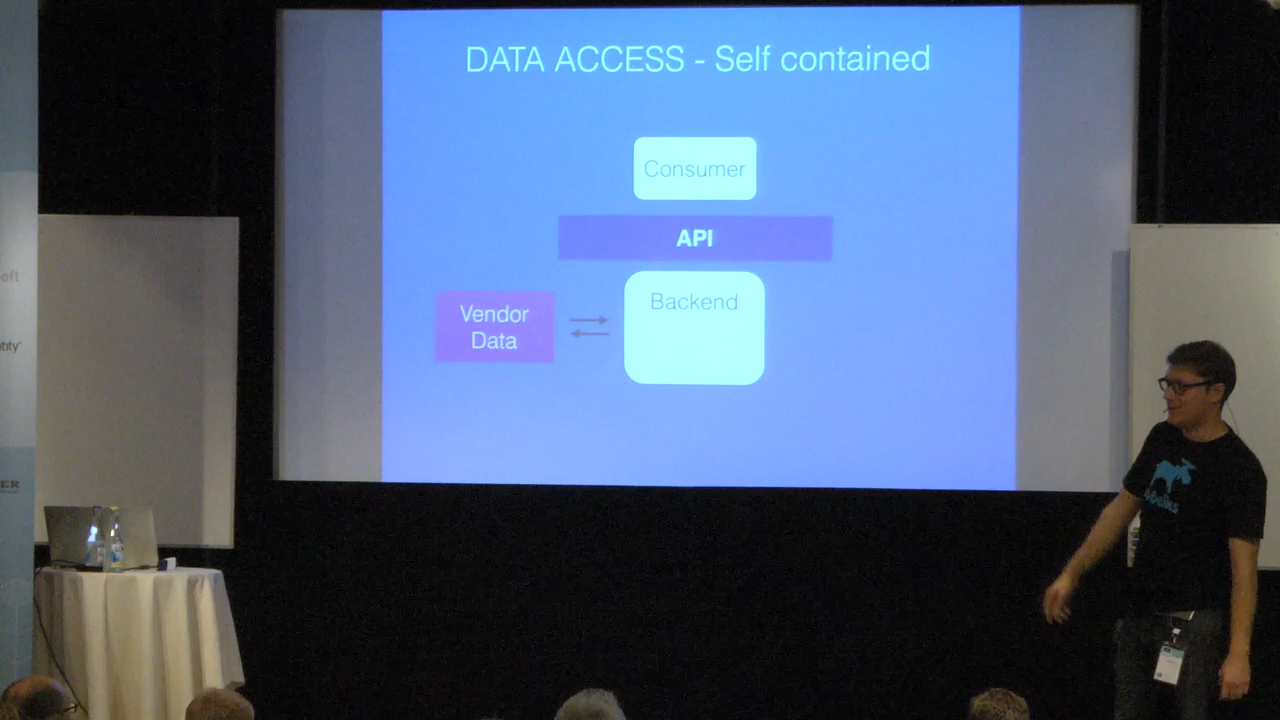 DATA ACCESS - Self contained
Consumer
API
Backend
Vendor
Data